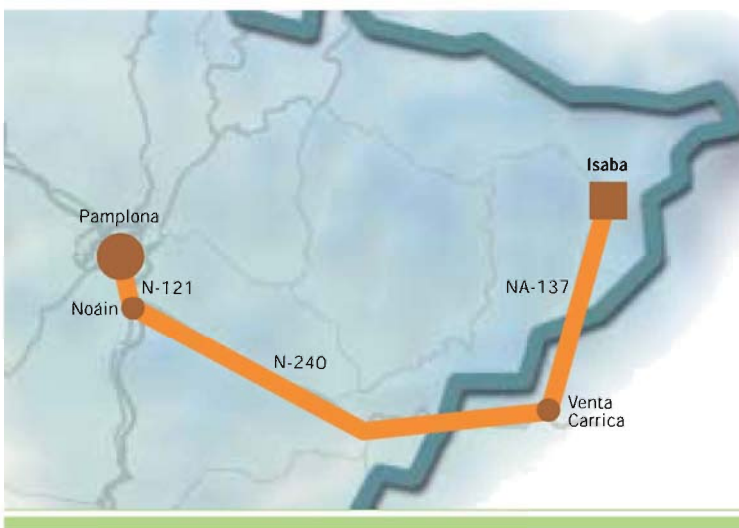 Isaba
Pamplona
N-121
NA-137
Noáin
N-240
Venta
Carrica